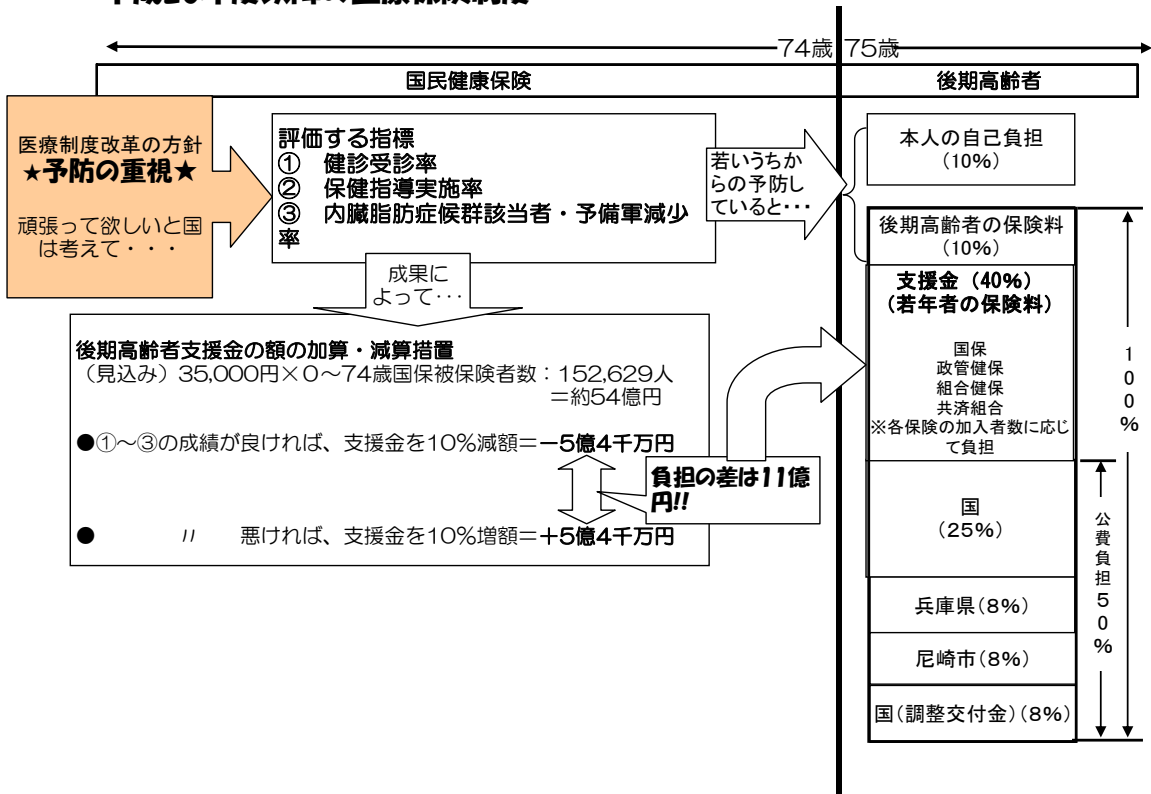 74歳 75歳
国民健康保険
後期高齢者
医療制度改革の方針
★予防の重視★
頑張って欲しいと国
は考えて・・・
評価する指標
① 健診受診率
② 保健指導実施率
③ 内臓脂肪症候群該当者・予備軍減少
率
若いうちか
らの予防し
ていると・・・
成果に
よって・・・
後期高齢者支援金の額の加算・減算措置
（見込み）35,000円×0～74歳国保被保険者数：152,629人
＝約54億円
●①～③の成績が良ければ、支援金を10％減額＝－5億4千万円
負担の差は11億
円!!
● 〃 悪ければ、支援金を10％増額＝＋5億4千万円
本人の自己負担
（10％）
後期高齢者の保険料
（10％）
支援金（40％）
（若年者の保険料）
国保
政管健保
組合健保
共済組合
※各保険の加入者数に応じ
て負担
国
（25％）
兵庫県（8％）
尼崎市（8％）
国（調整交付金）（8％）
公費負担50％
100％